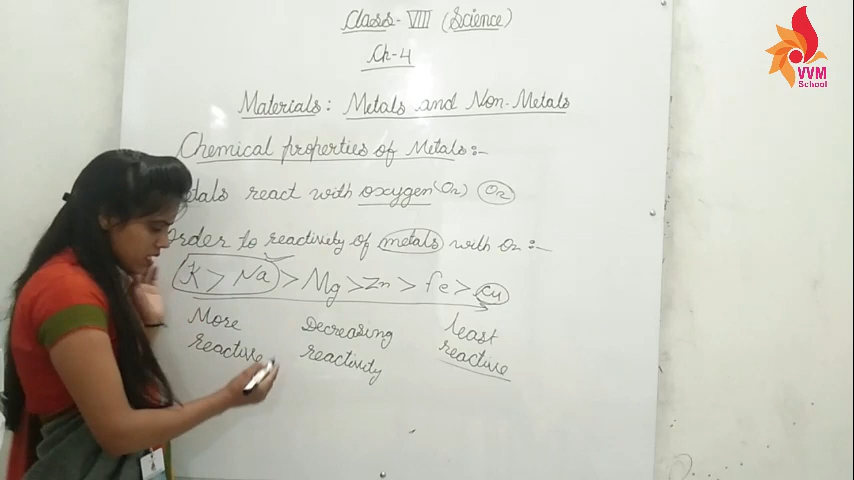 Class- VIII (Science)
Ch-4
Materials: Metals and Non-Metals
Chemical properties of Metals:-
react with oxygen (O2) O2
order to reactivity of metals with O2 :-
K > Na > Mg > Zn > Fe > Cu
More reactive
Decreasing reactivity
least reactive
VVM
School